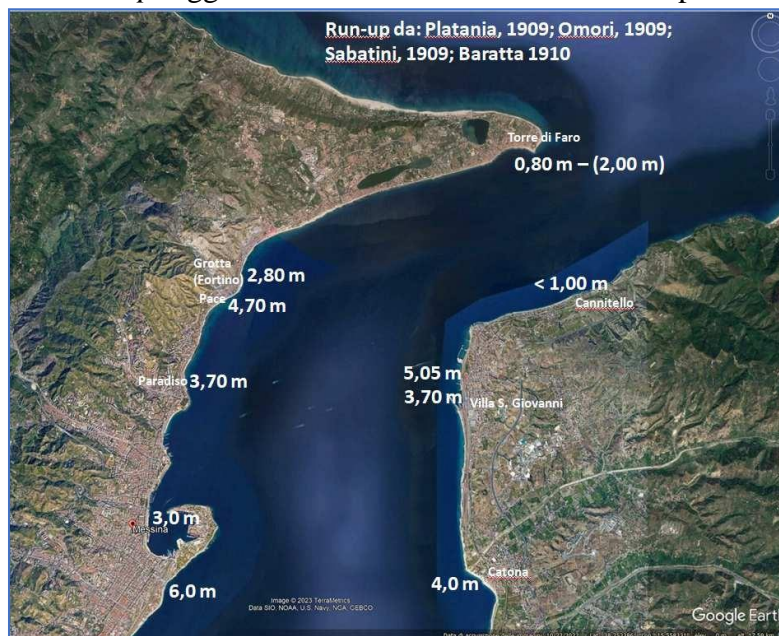 Run-up da: Platania, 1909; Omori, 1909;
Sabatini, 1909; Baratta 1910
Torre di Faro
0,80 m – (2,00 m)
Grotta
(Fortino)
2,80 m
Pace
4,70 m
< 1,00 m
Cannitello
Paradiso 3,70 m
5,05 m
3,70 m
Villa S. Giovanni
3,0 m
Messina
6,0 m
Catona
4,0 m
Image © 2023 TerraMetrics
Data SIO, NOAA, U.S. Navy, NGA, GEBCO
Google Earth